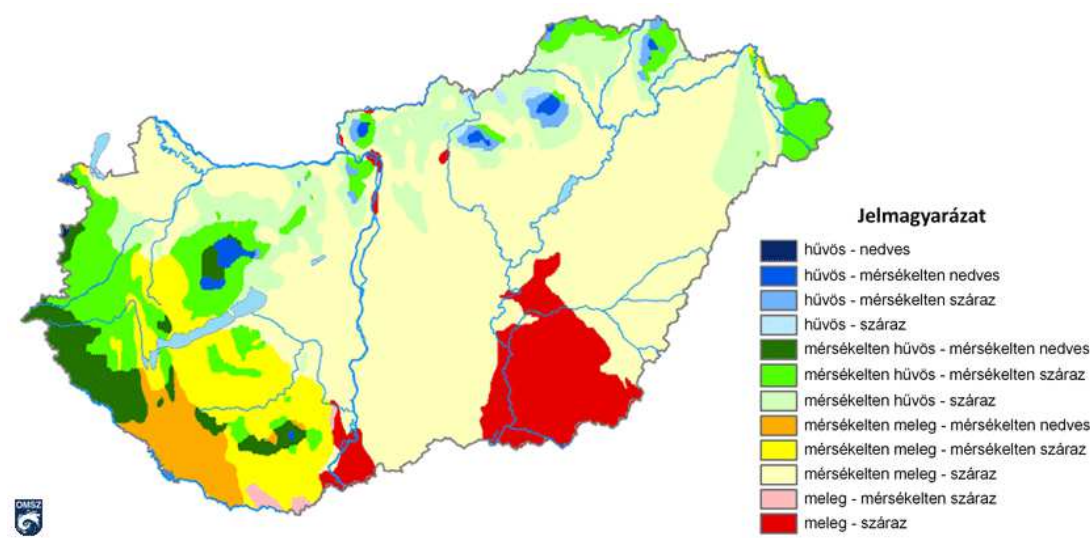 Jelmagyarázat
hűvös - nedves
hűvös - mérsékelten nedves
hűvös - mérsékelten száraz
hűvös - száraz
mérsékelten hűvös - mérsékelten nedves
mérsékelten hűvös - mérsékelten száraz
mérsékelten hűvös - száraz
mérsékelten meleg - mérsékelten nedves
mérsékelten meleg - mérsékelten száraz
mérsékelten meleg - száraz
meleg - mérsékelten száraz
meleg - száraz
OMSZ